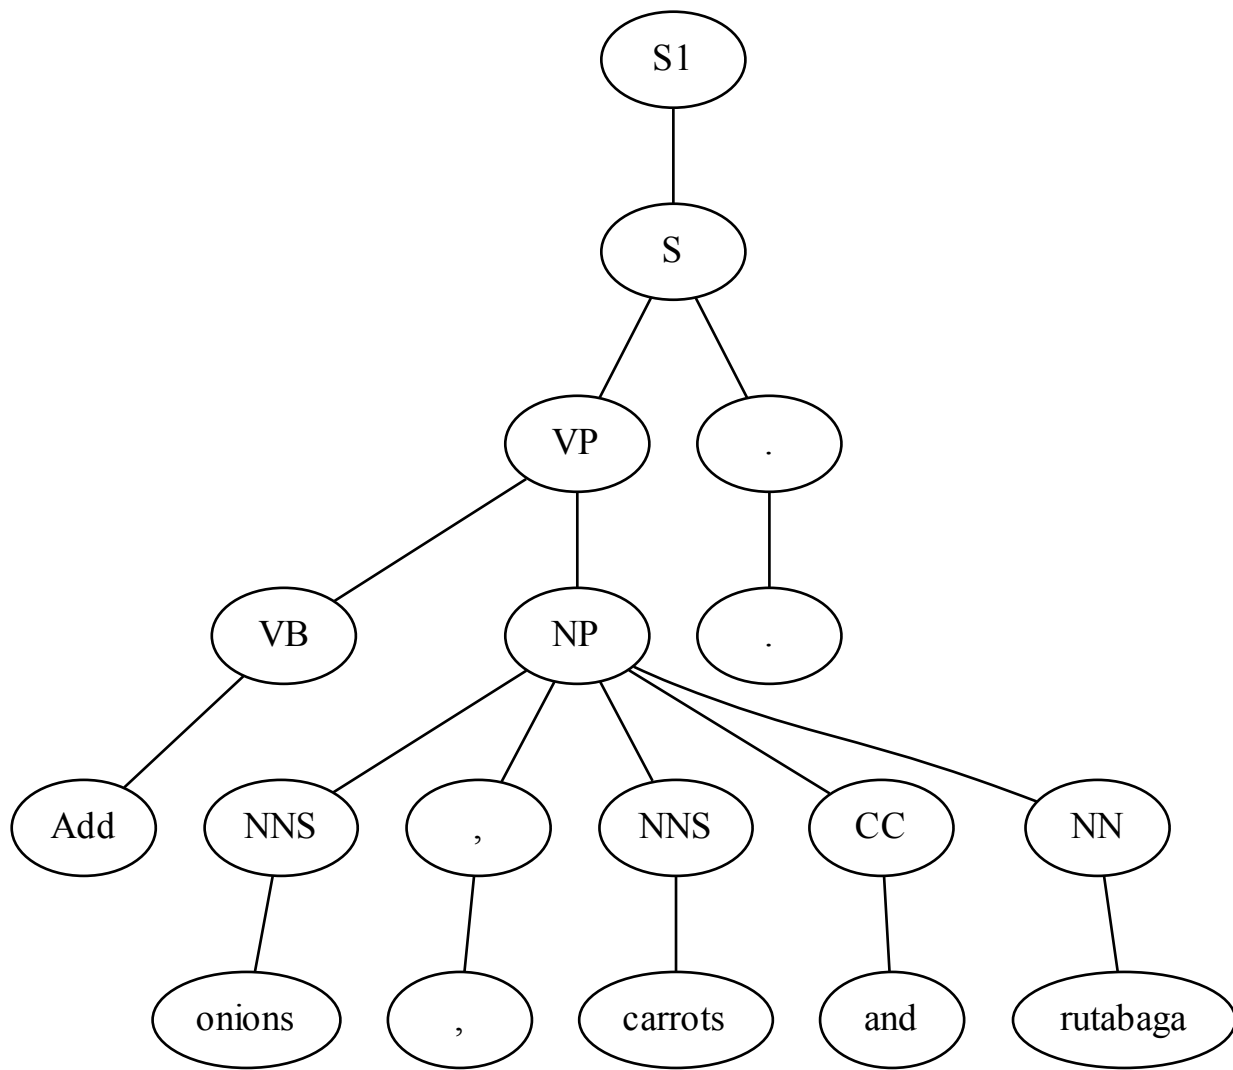 S1
S
VP .
VB NP .
Add NNS , NNS CC NN
onions , carrots and rutabaga